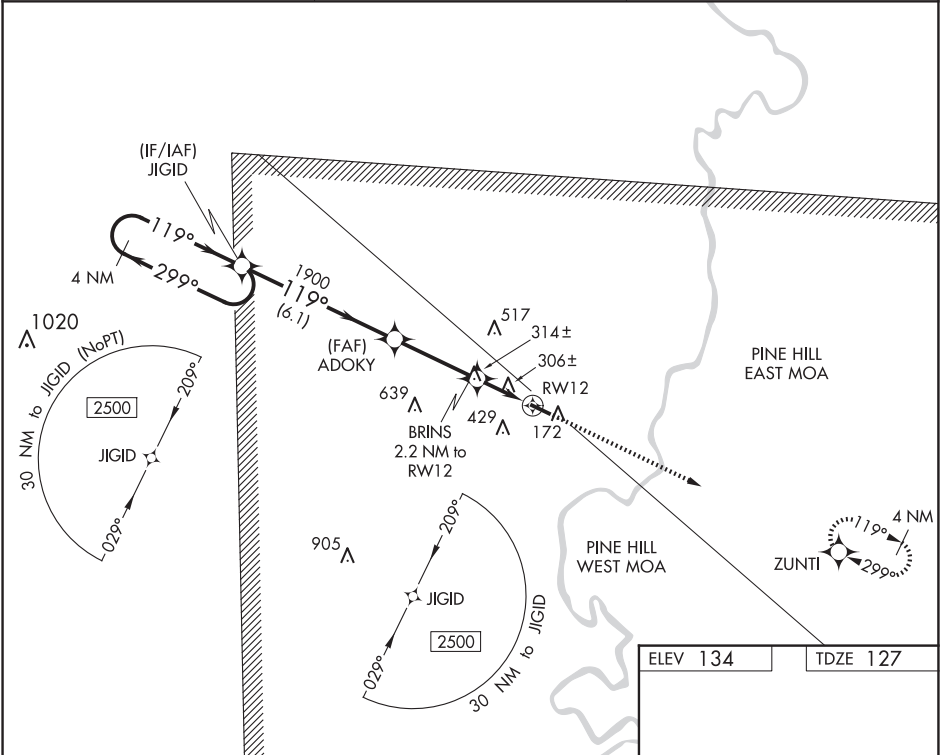 (IF/IAF)
JIGID
119°
299°
4 NM
1900
119°
(6.1)
(FAF)
ADOKY
1020
517
314±
306±
RW12
639
429
172
BRINS
2.2 NM to
RW12
PINE HILL
EAST MOA
30 NM to JIGID (NoPT)
2500
209°
JIGID
029°
905
209°
JIGID
2500
029°
30 NM to JIGID
PINE HILL
WEST MOA
4 NM
119°
ZUNTI
299°
ELEV 134
TDZE 127